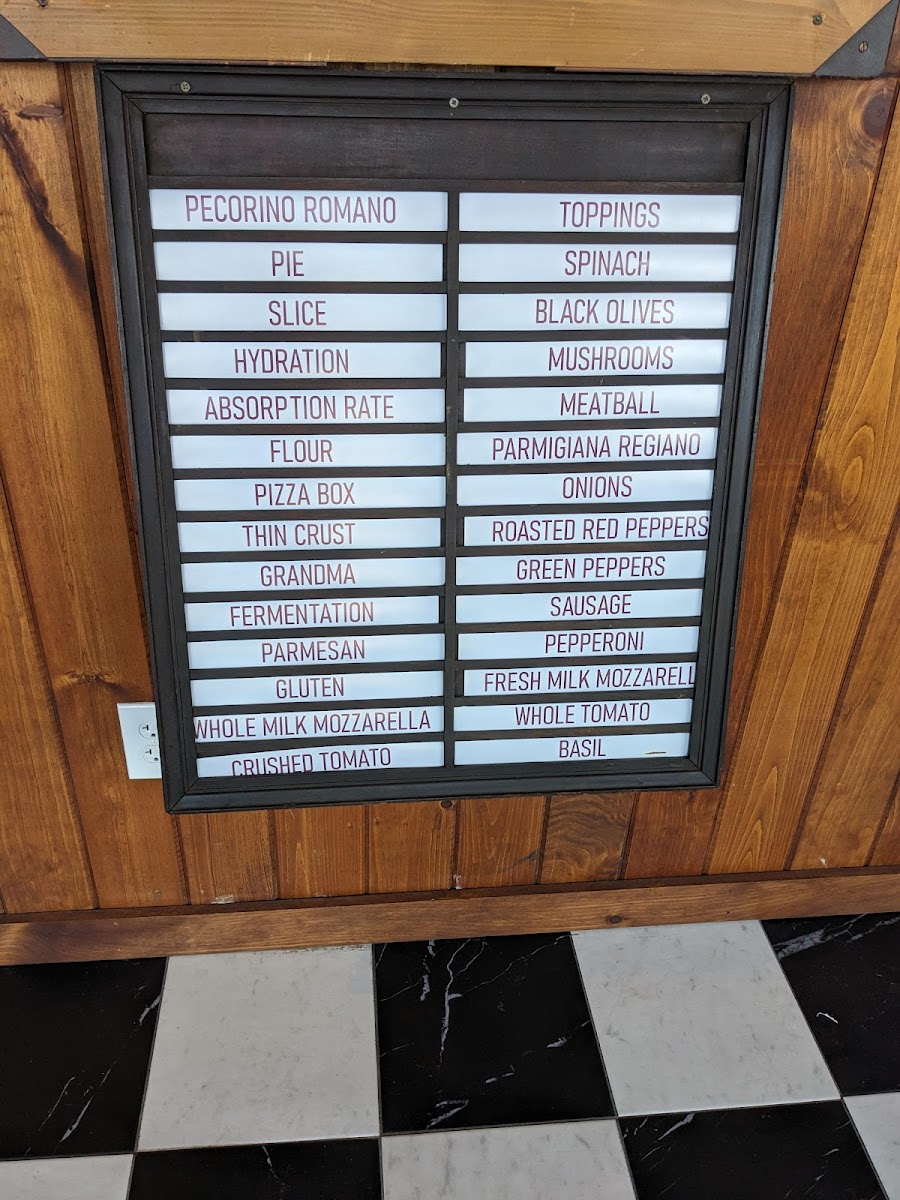 PECORINO ROMANO
PIE
SLICE
HYDRATION
ABSORPTION RATE
FLOUR
PIZZA BOX
THIN CRUST
GRANDMA
FERMENTATION
PARMESAN
GLUTEN
WHOLE MILK MOZZARELLA
CRUSHED TOMATO
TOPPINGS
SPINACH
BLACK OLIVES
MUSHROOMS
MEATBALL
PARMIGIANA REGIANO
ONIONS
ROASTED RED PEPPERS
GREEN PEPPERS
SAUSAGE
PEPPERONI
FRESH MILK MOZZARELL
WHOLE TOMATO
BASIL